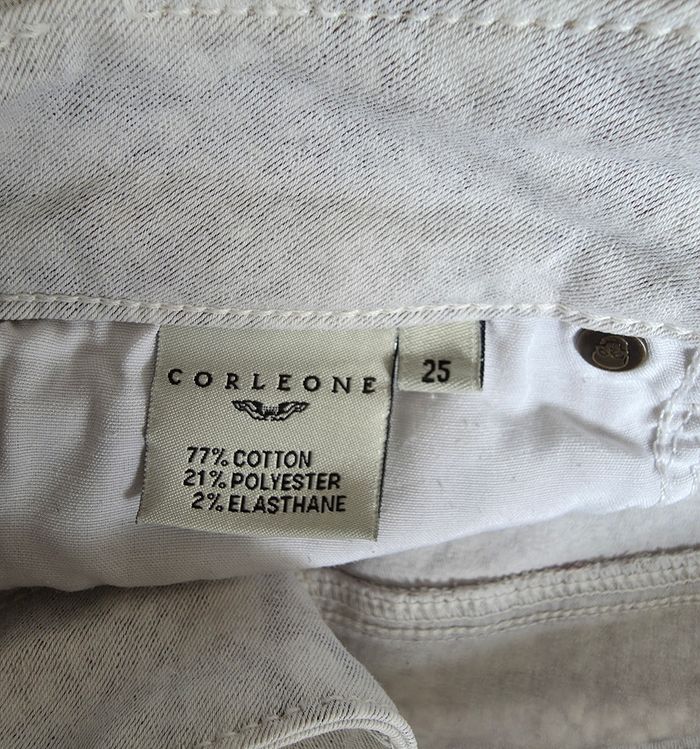 CORLEONE
25
77% COTTON
21% POLYESTER
2% ELASTHANE